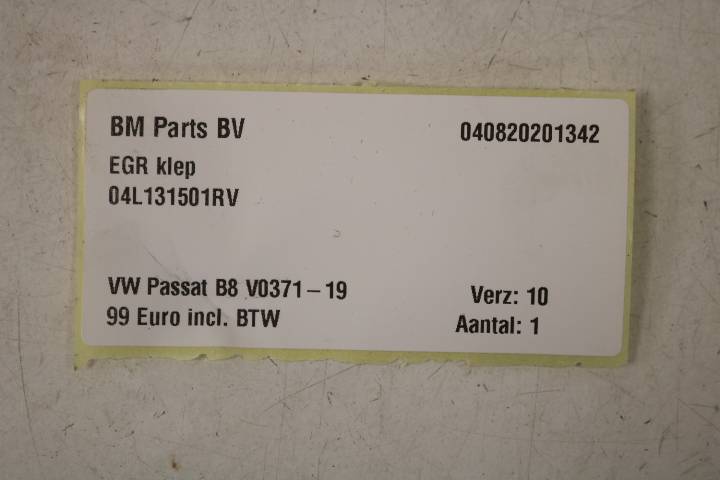 BM Parts BV 040820201342
EGR klep
04L131501RV
VW Passat B8 V0371-19 Verz: 10
99 Euro incl. BTW Aantal: 1